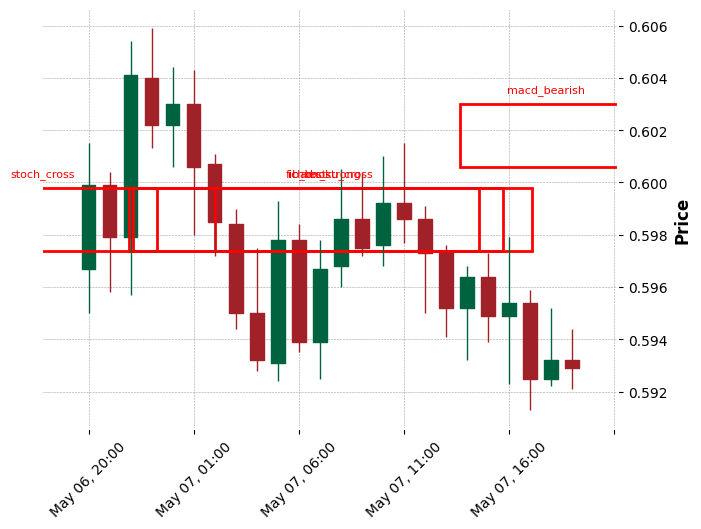 0.606
0.604
macd_bearish
0.602
stoch_cross
0.600
0.598
Price
0.596
0.594
0.592
May 06, 20:00
May 07, 01:00
May 07, 06:00
May 07, 11:00
May 07, 16:00